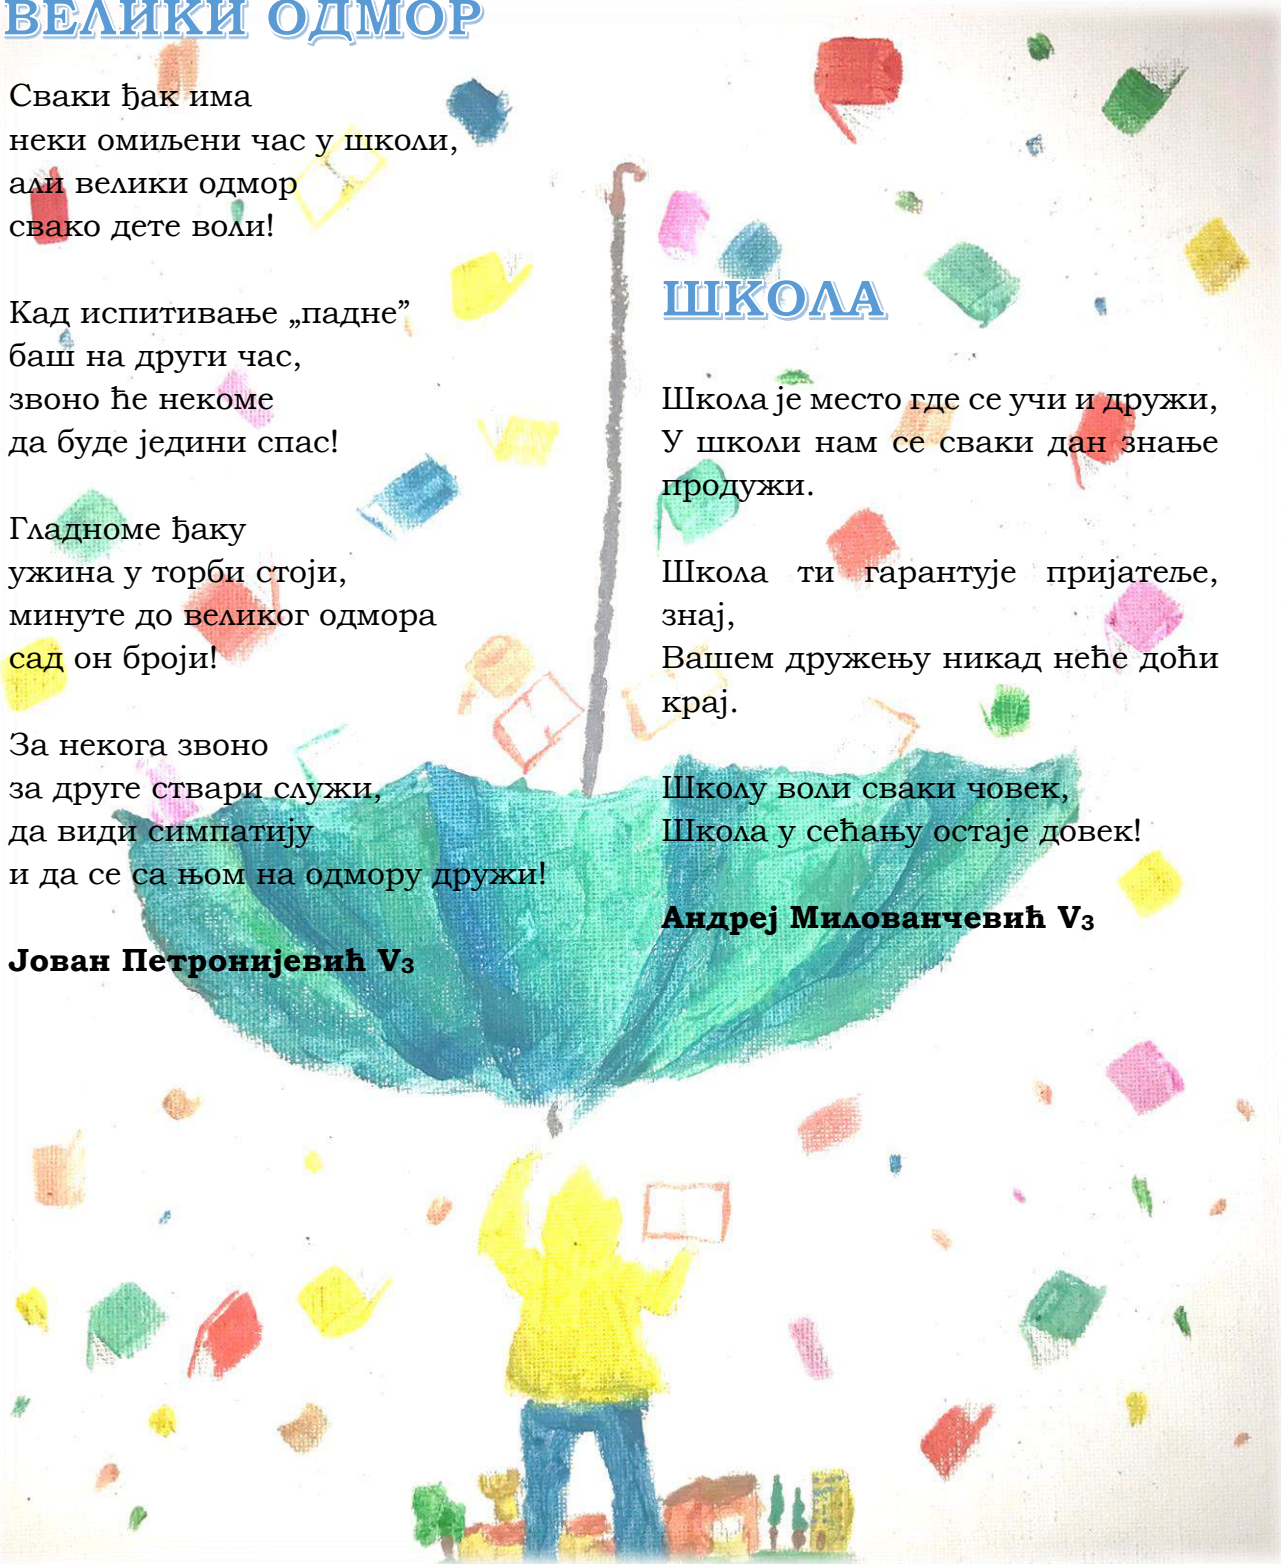 ВЕЛИКИ ОДМОР
Сваки ђак има
неки омиљени час у школи,
али велики одмор
свако дете воли!
Кад испитивање „падне”
баш на други час,
звоно ће некоме
да буде једини спас!
Гладноме ђаку
ужина у торби стоји,
минуте до великог одмора
сад он броји!
За некога звоно
за друге ствари служи,
да види симпатију
и да се са њом на одмору дружи!
Јован Петронијевић V3
ШКОЛА
Школа је место где се учи и дружи,
У школи нам се сваки дан знање
продужи.
Школа ти гарантује пријатеље,
знај,
Вашем дружењу никад неће доћи
крај.
Школу воли сваки човек,
Школа у сећању остаје довек!
Андреј Милованчевић V3